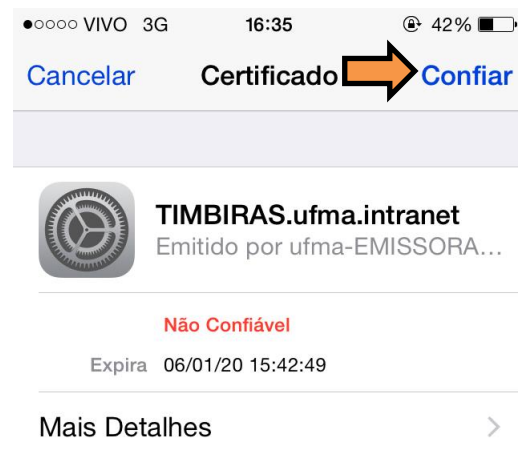 VIVO 3G 16:35 42%
Cancelar Certificado Confiar
TIMBIRAS.ufma.intranet
Emitido por ufma-EMISSORA...
Não Confiável
Expira 06/01/20 15:42:49
Mais Detalhes